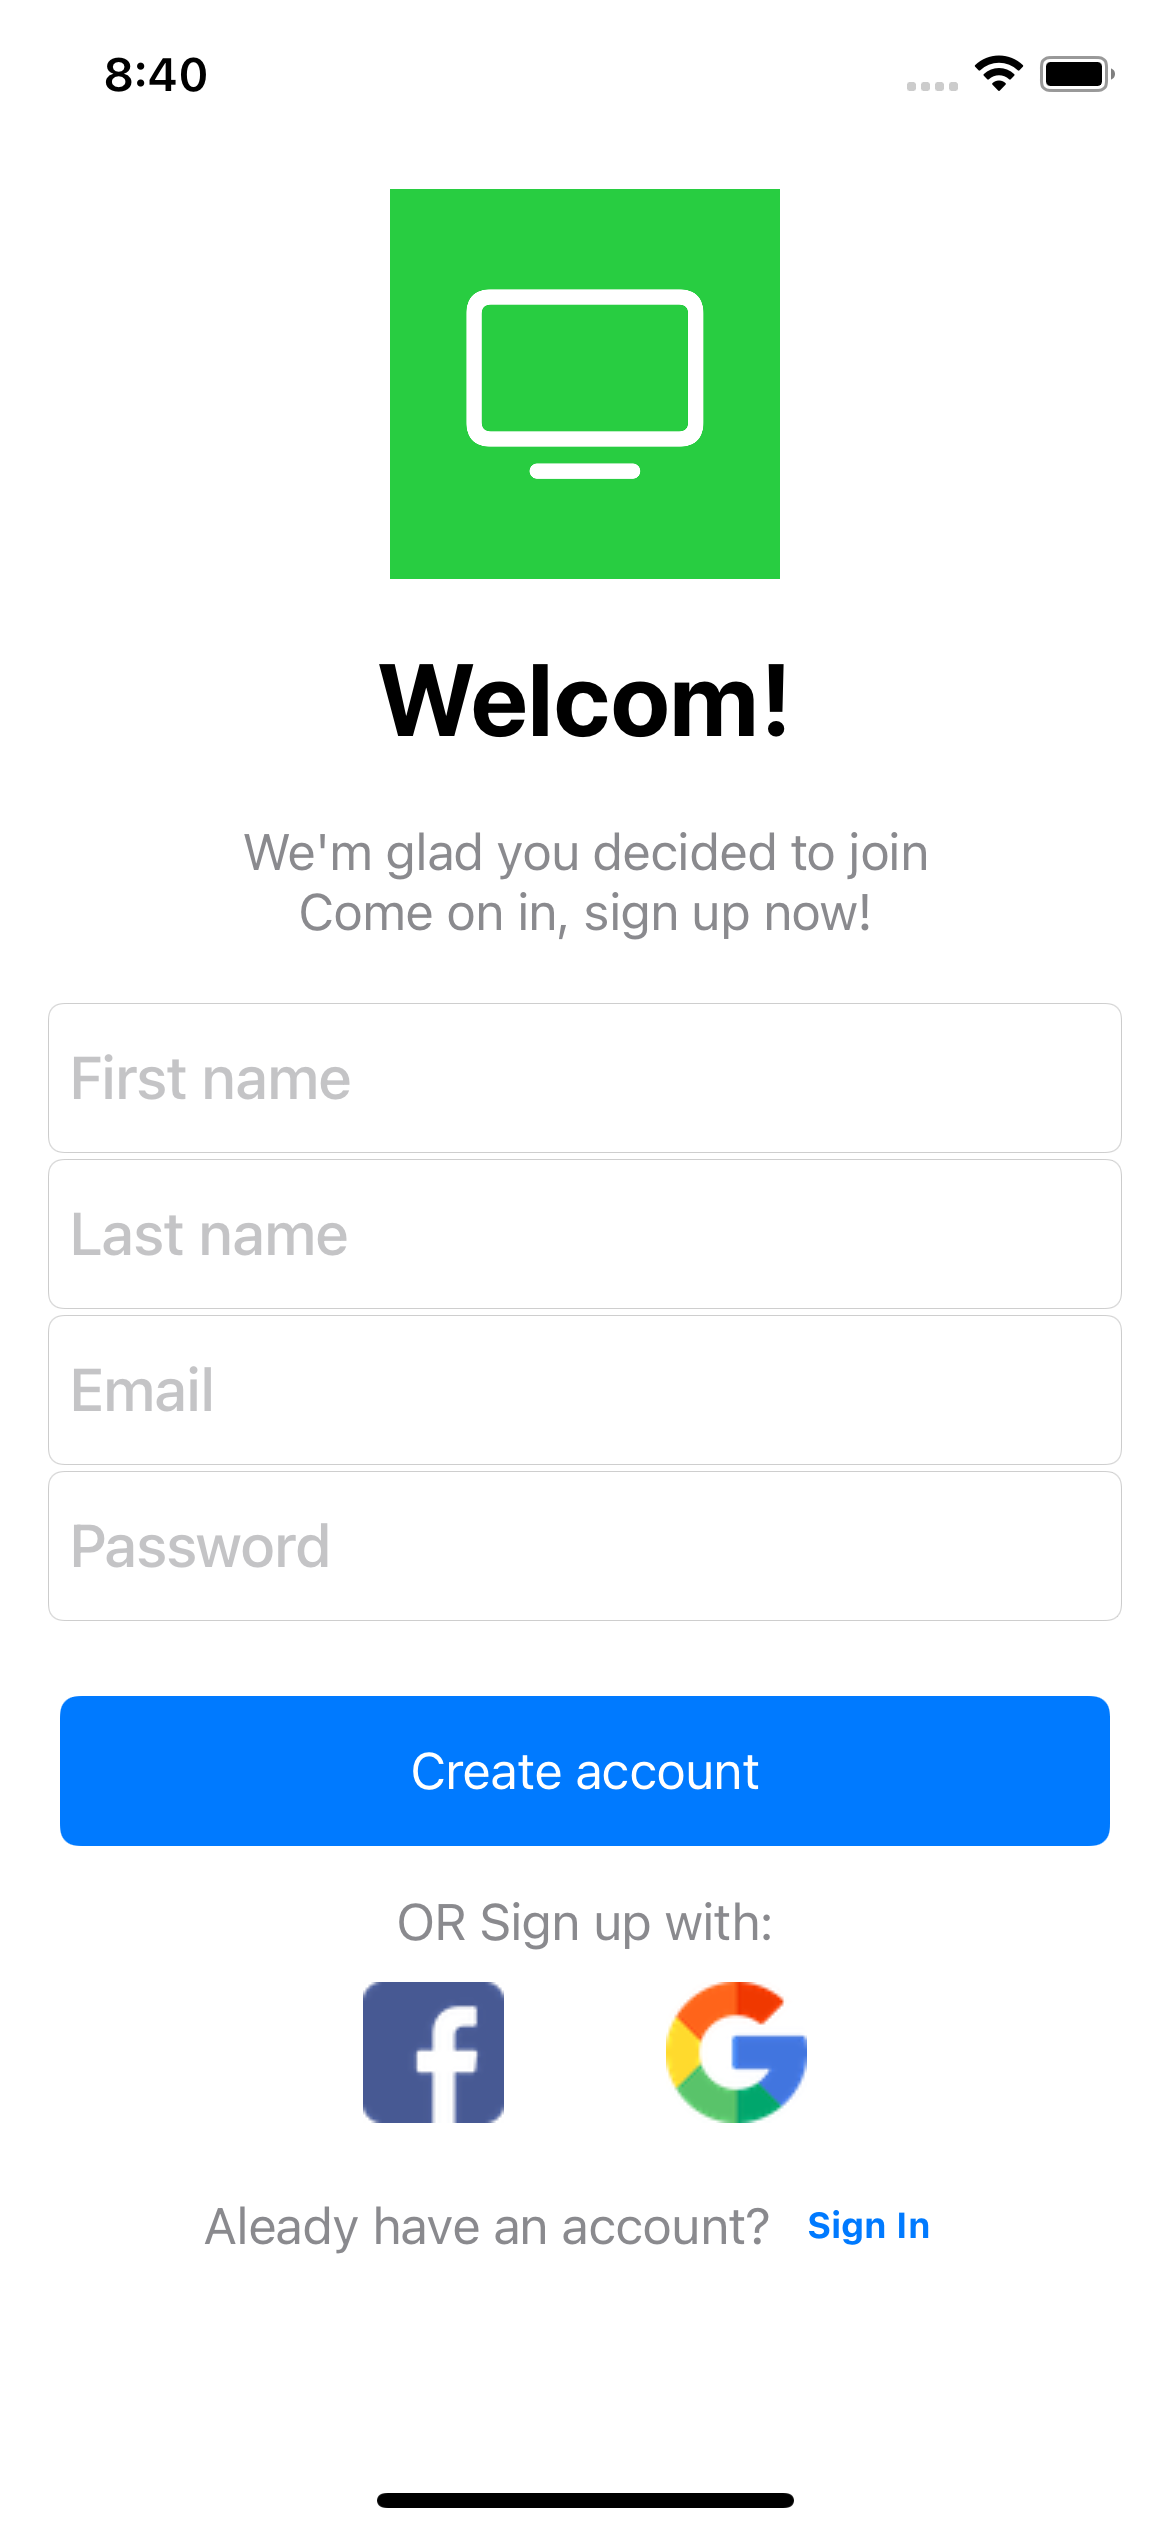 8:40
Welcom!
We'm glad you decided to join
Come on in, sign up now!
First name
Last name
Email
Password
Create account
OR Sign up with:
Aleady have an account? Sign In